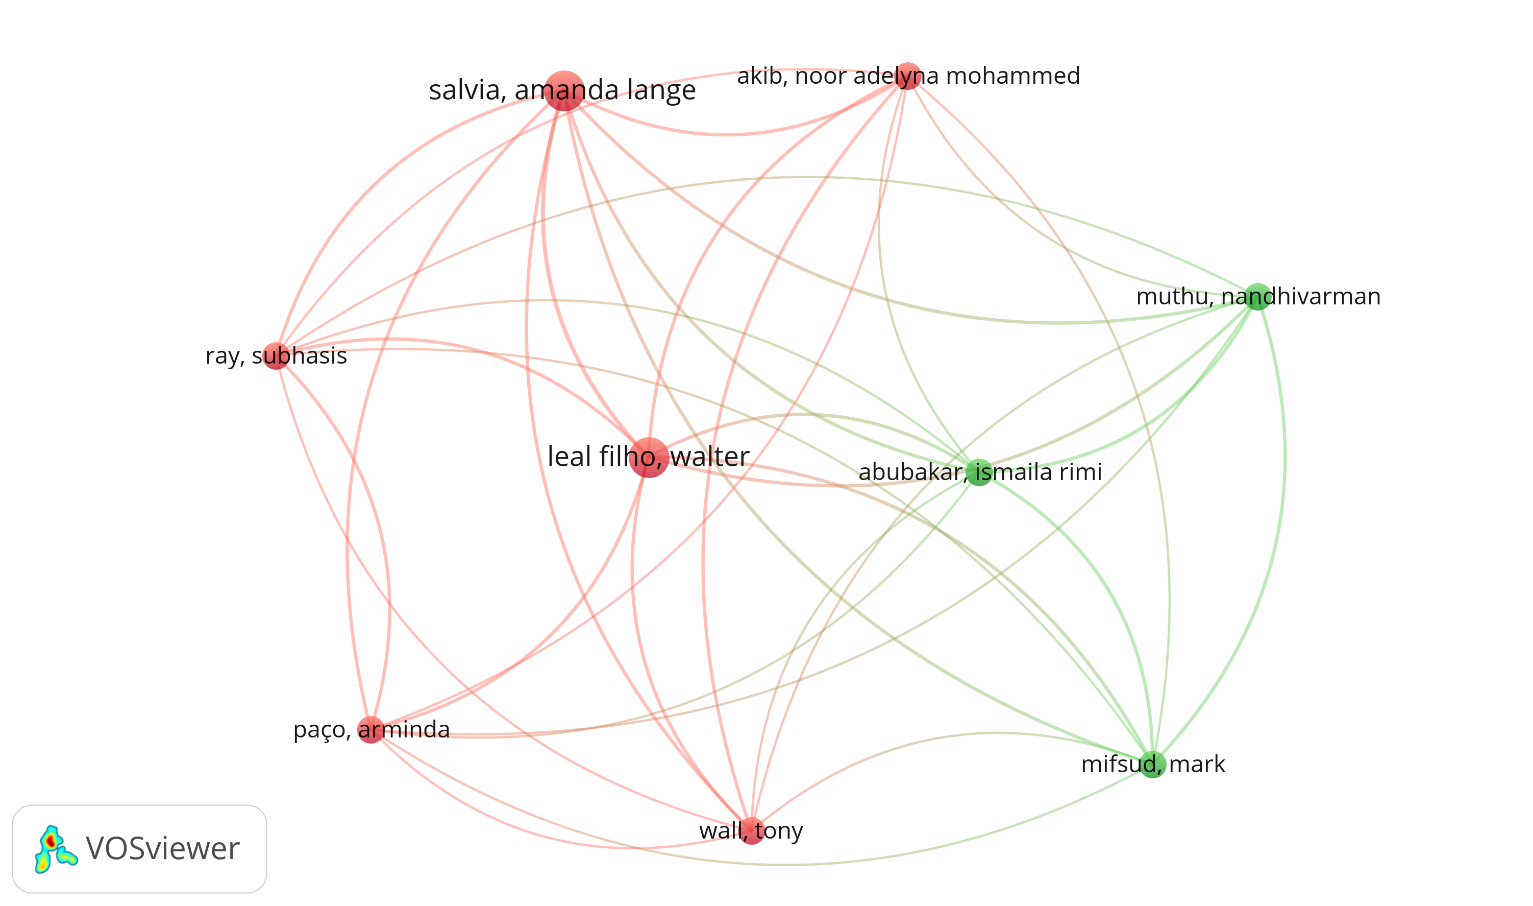 salvia, amanda lange
akib, noor adelyna mohammed
muthu, nandhivarman
ray, subhasis
leal filho, walter
abubakar, ismaila rimi
paço, arminda
mifsud, mark
wall, tony
VOSviewer